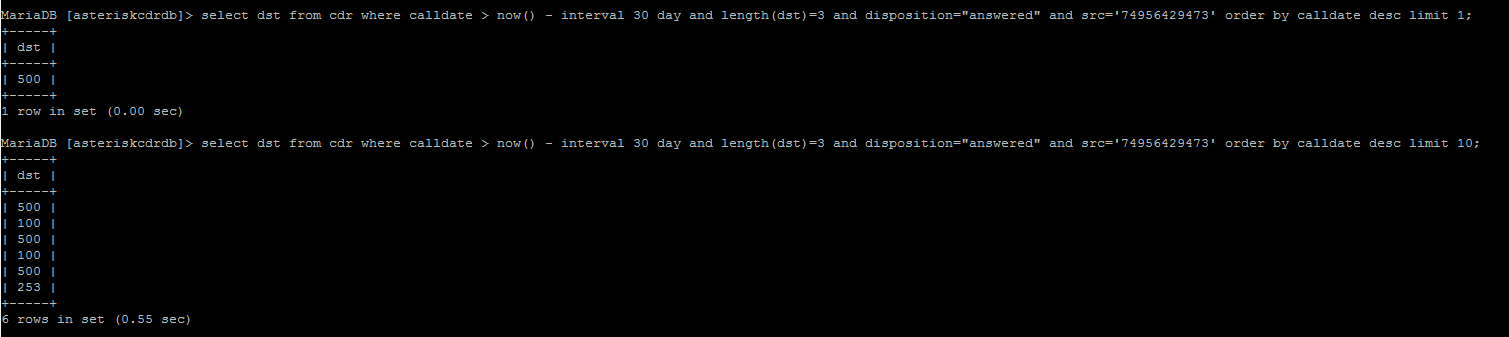 MariaDB [asteriskcdrdb]> select dst from cdr where calldate > now() - interval 30 day and length(dst)=3 and disposition="answered" and src='74956429473' order by calldate desc limit 1;
+-----+
| dst |
+-----+
| 500 |
+-----+
1 row in set (0.00 sec)

MariaDB [asteriskcdrdb]> select dst from cdr where calldate > now() - interval 30 day and length(dst)=3 and disposition="answered" and src='74956429473' order by calldate desc limit 10;
+-----+
| dst |
+-----+
| 500 |
| 100 |
| 500 |
| 100 |
| 500 |
| 253 |
+-----+
6 rows in set (0.55 sec)